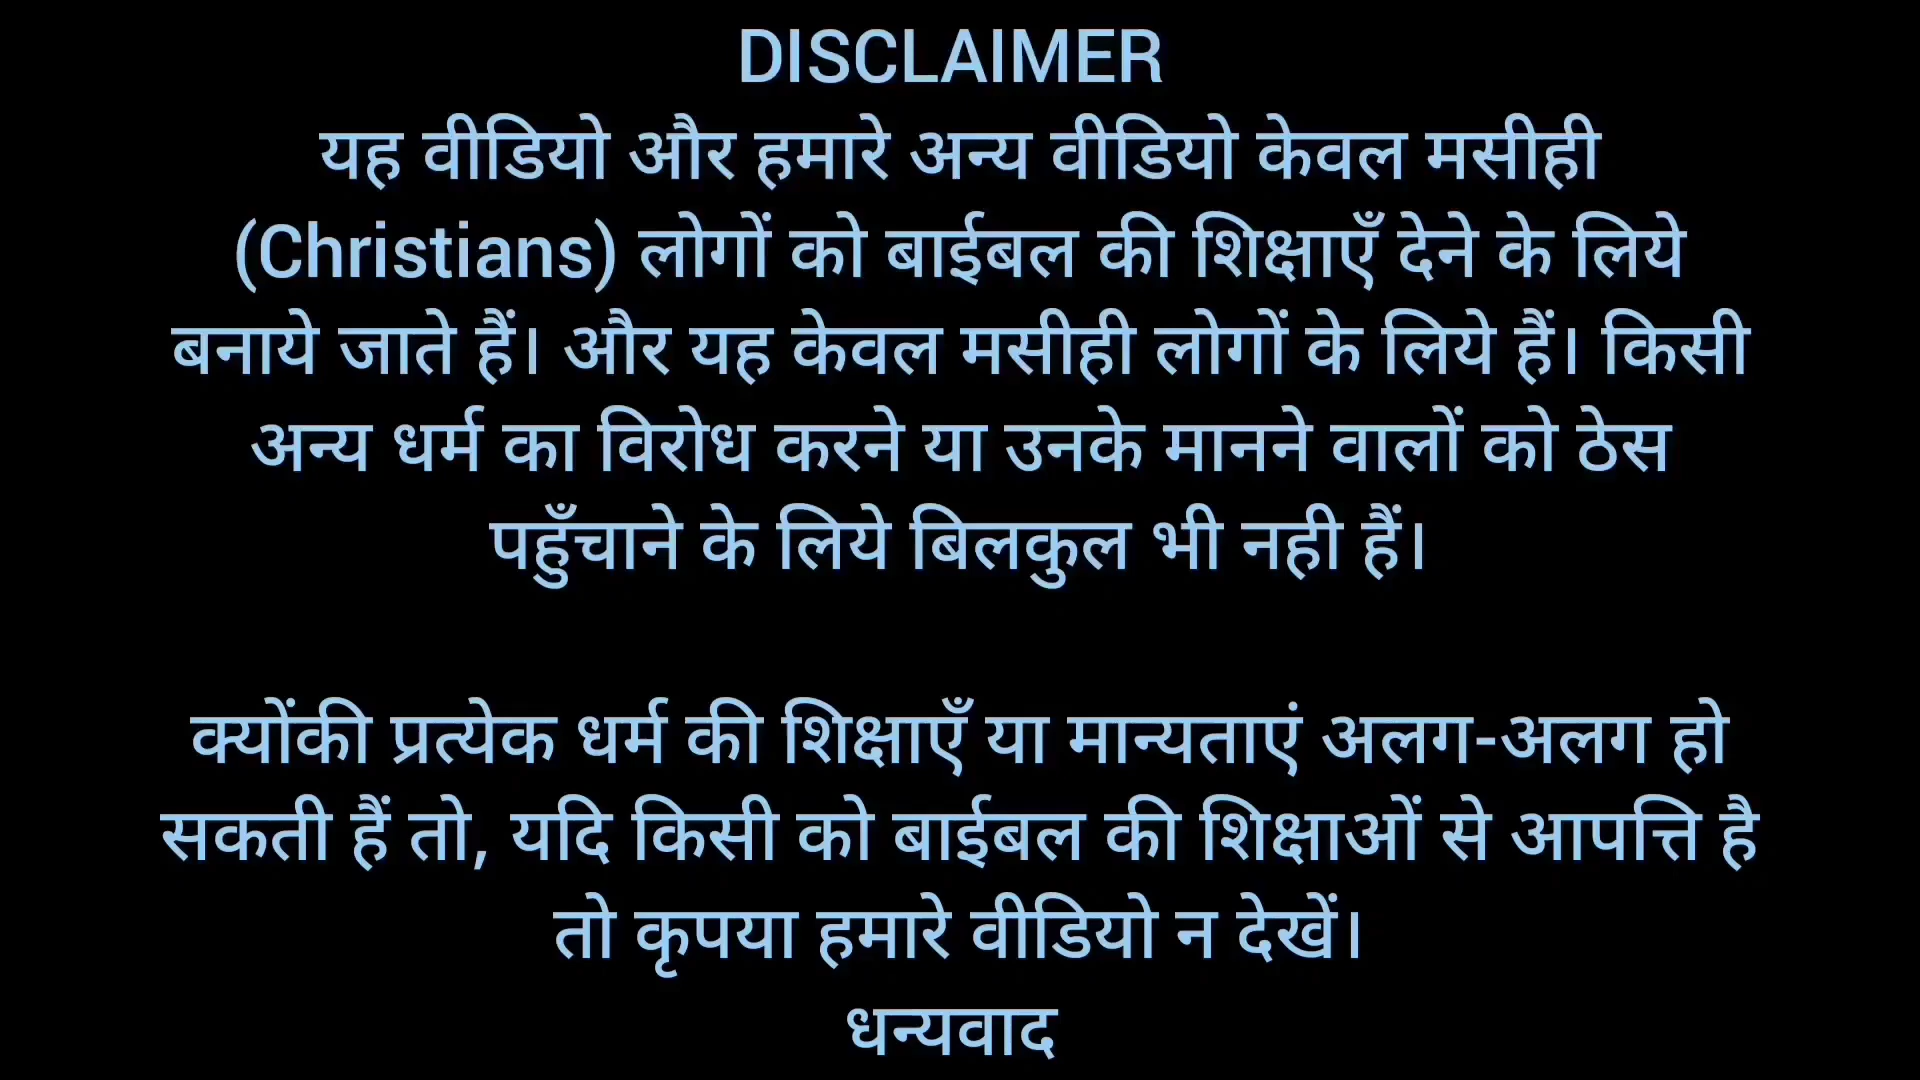 DISCLAIMER
यह वीडियो और हमारे अन्य वीडियो केवल मसीही
(Christians) लोगों को बाईबल की शिक्षाएँ देने के लिये
बनाये जाते हैं। और यह केवल मसीही लोगों के लिये हैं। किसी
अन्य धर्म का विरोध करने या उनके मानने वालों को ठेस
पहुँचाने के लिये बिलकुल भी नही हैं।
क्योंकी प्रत्येक धर्म की शिक्षाएँ या मान्यताएं अलग-अलग हो
सकती हैं तो, यदि किसी को बाईबल की शिक्षाओं से आपत्ति है
तो कृपया हमारे वीडियो न देखें।
धन्यवाद